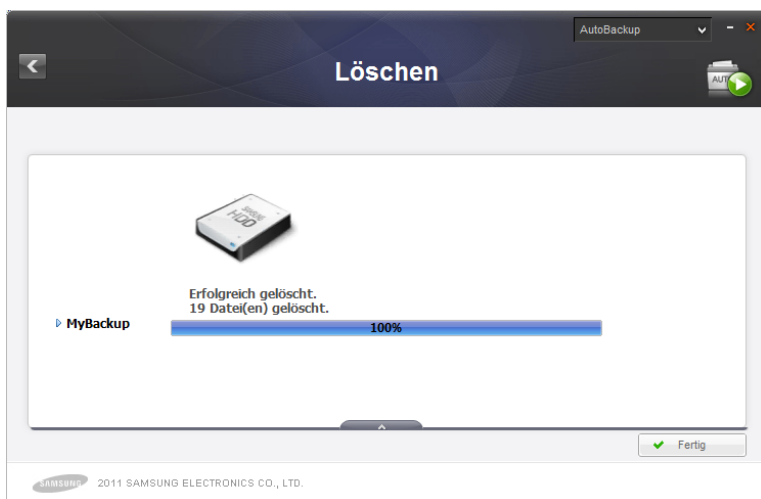 AutoBackup
Löschen
AUT
SAMSUNG
HDD
Erfolgreich gelöscht.
19 Datei(en) gelöscht.
MyBackup
100%
Fertig
SAMSUNG 2011 SAMSUNG ELECTRONICS CO., LTD.